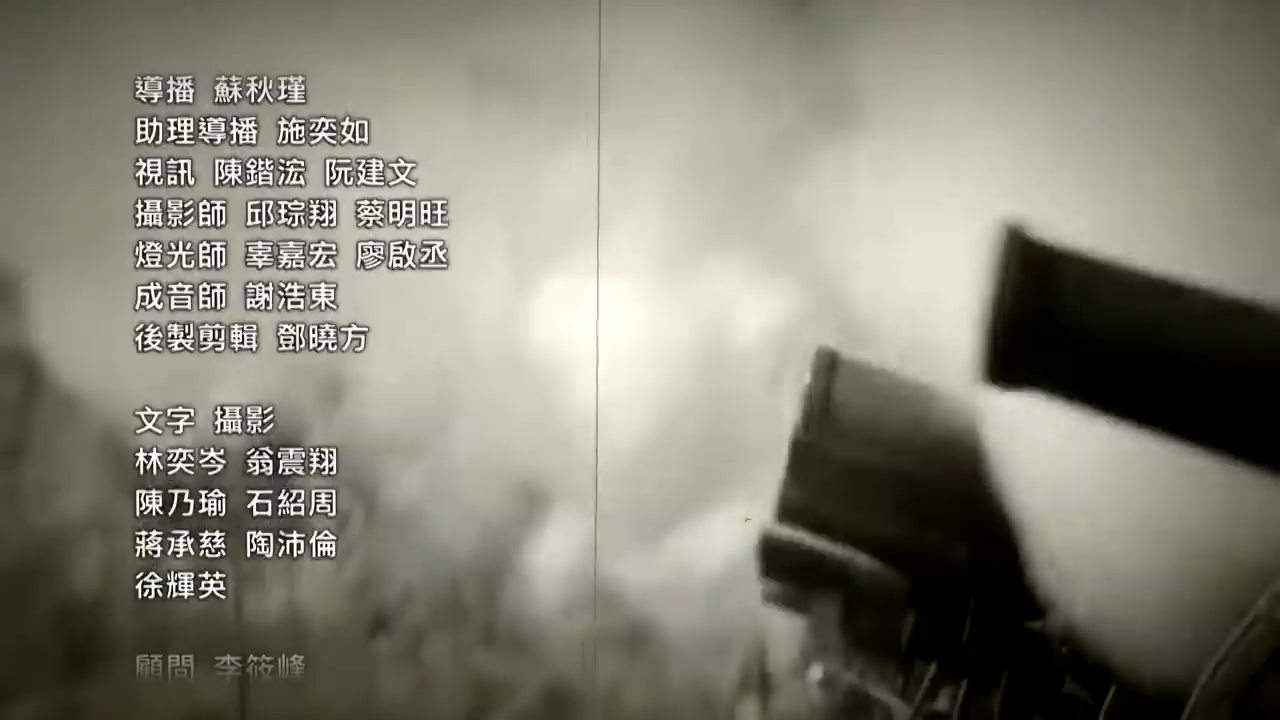 導播 蘇秋瑾
助理導播 施奕如
視訊 陳鍇浤 阮建文
攝影師 邱琮翔 蔡明旺
燈光師 辜嘉宏 廖啟丞
成音師 謝浩東
後製剪輯 鄧曉方
文字 攝影
林奕岑 翁震翔
陳乃瑜 石紹周
蔣承慈 陶沛倫
徐輝英
顧問 李筱峰